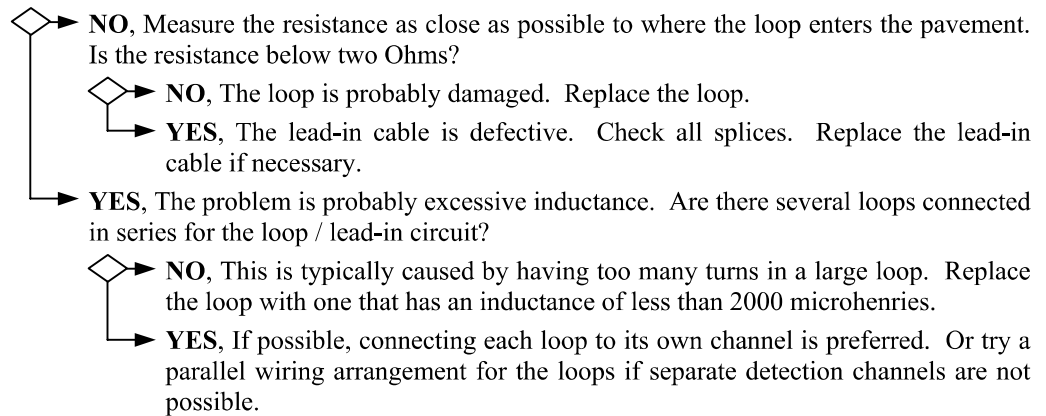 NO, Measure the resistance as close as possible to where the loop enters the pavement.
Is the resistance below two Ohms?
NO, The loop is probably damaged. Replace the loop.
YES, The lead-in cable is defective. Check all splices. Replace the lead-in
cable if necessary.
YES, The problem is probably excessive inductance. Are there several loops connected
in series for the loop / lead-in circuit?
NO, This is typically caused by having too many turns in a large loop. Replace
the loop with one that has an inductance of less than 2000 microhenries.
YES, If possible, connecting each loop to its own channel is preferred. Or try a
parallel wiring arrangement for the loops if separate detection channels are not
possible.